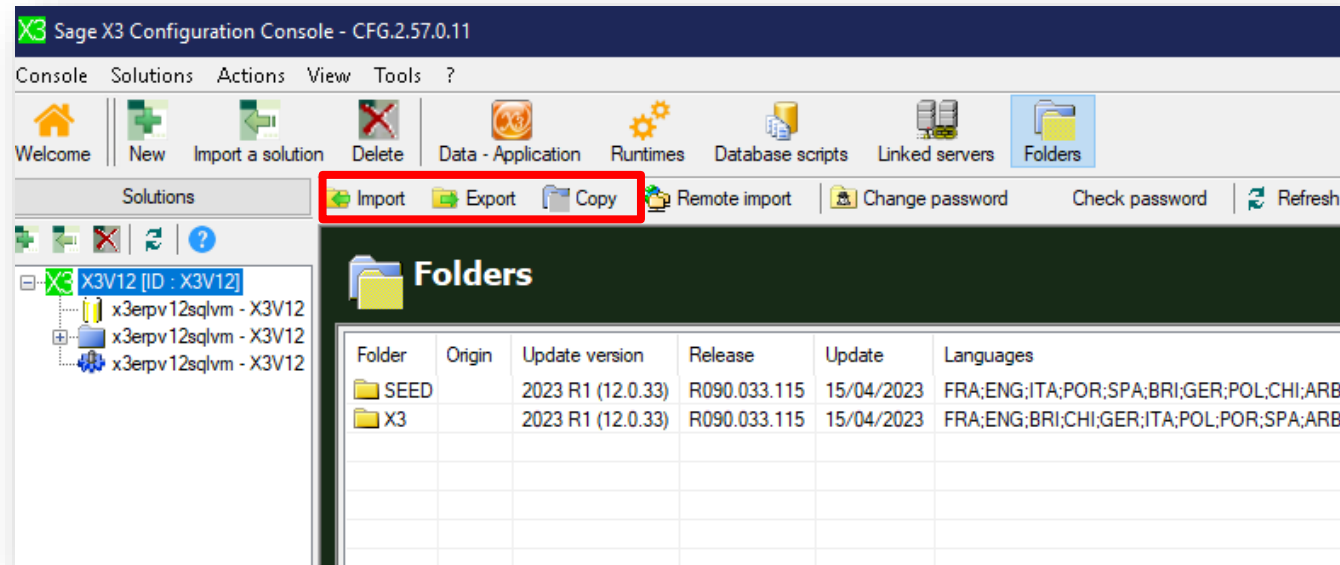 X3 Sage X3 Configuration Console - CFG.2.57.0.11
Console Solutions Actions View Tools ?
Welcome New Import a solution Delete Data - Application Runtimes Database scripts Linked servers Folders
Solutions Import Export Copy Remote import Change password Check password Refresh
Folders
X3 X3V12 [ID : X3V12]
x3erpv12sqlvm - X3V12
x3erpv12sqlvm - X3V12
x3erpv12sqlvm - X3V12
Folder Origin Update version Release Update Languages
SEED 2023 R1 (12.0.33) R090.033.115 15/04/2023 FRA;ENG;ITA;POR;SPA;BRI;GER;POL;CHI;ARB
X3 2023 R1 (12.0.33) R090.033.115 15/04/2023 FRA;ENG;BRI;CHI;GER;ITA;POL;POR;SPA;ARB